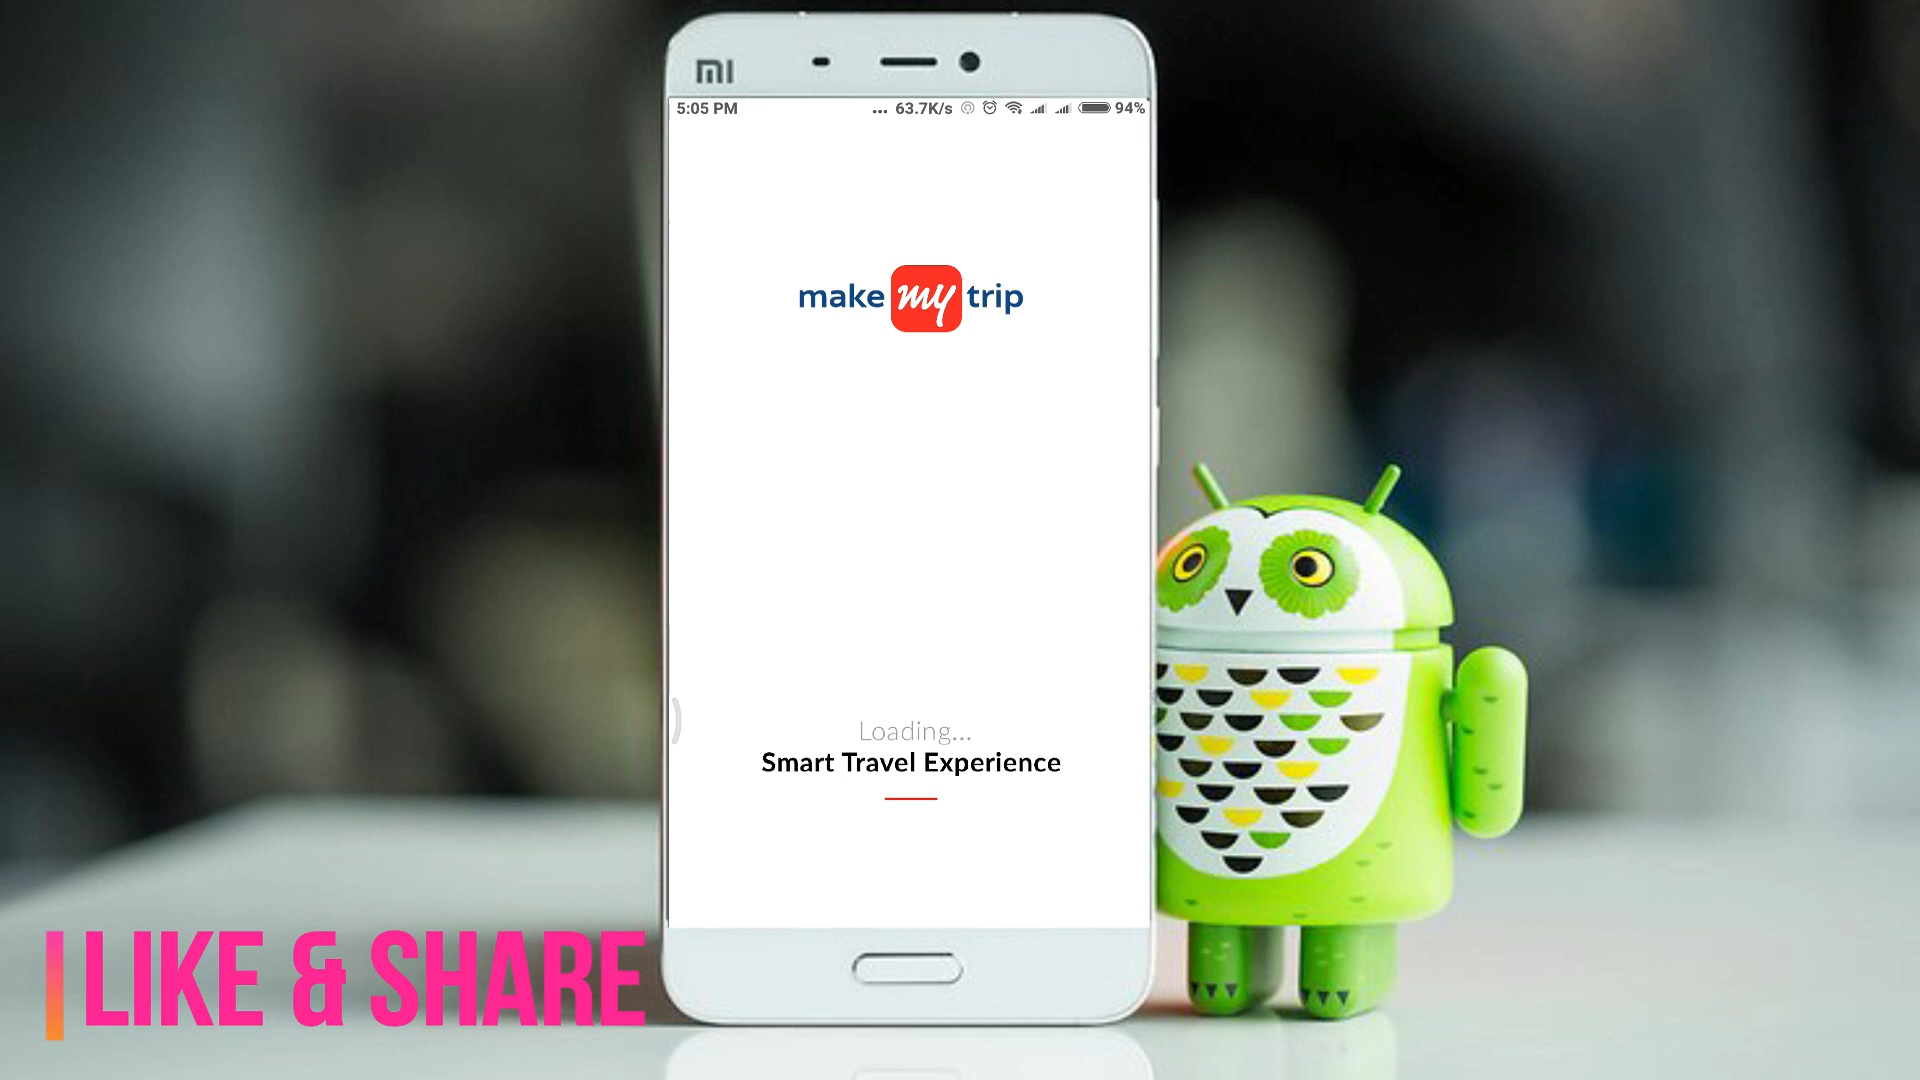 MI
5:05 PM ... 63.7K/s 94%
make my trip
Loading...
Smart Travel Experience
LIKE & SHARE